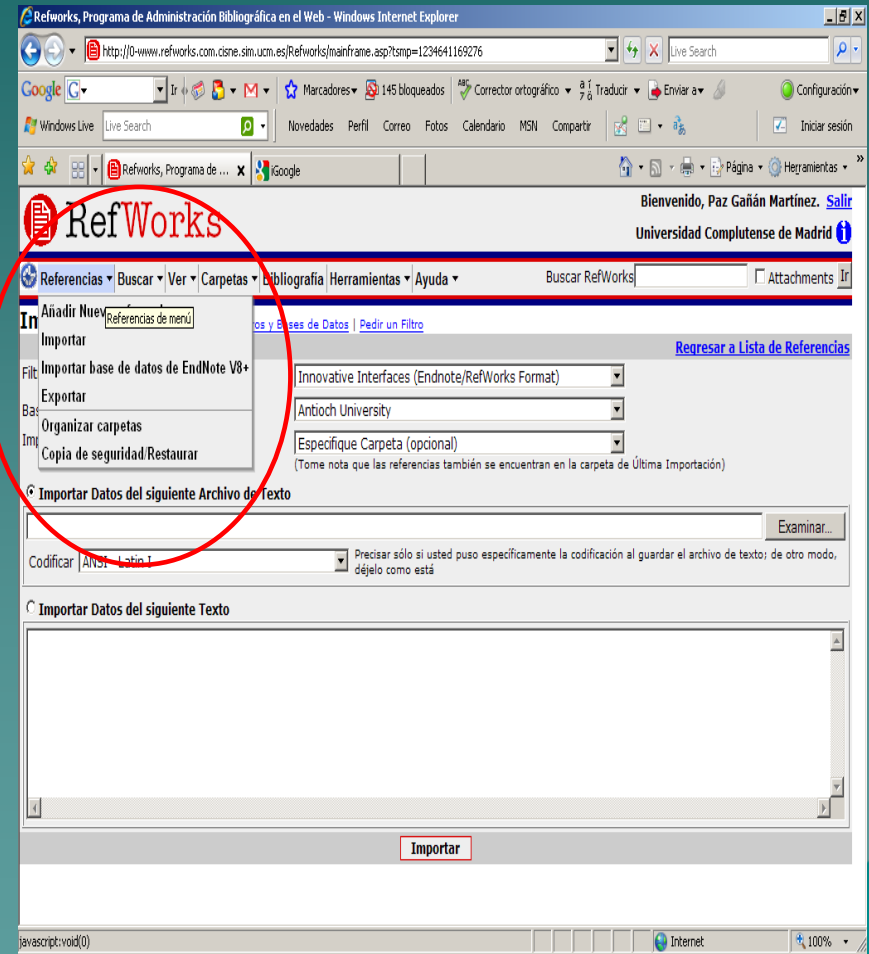 Refworks, Programa de Administración Bibliográfica en el Web - Windows Internet Explorer
http://0-www.refworks.com.cisne.sim.ucm.es/Refworks/mainframe.asp?tsmp=1234641169276 Live Search
Google Ir Marcadores 145 bloqueados Corrector ortográfico Traducir Enviar a Configuración
Windows Live Live Search Novedades Perfil Correo Fotos Calendario MSN Compartir Iniciar sesión
Refworks, Programa de ... iGoogle Página Herramientas
RefWorks
Bienvenido, Paz Gañán Martínez. Salir
Universidad Complutense de Madrid
Referencias Buscar Ver Carpetas Bibliografía Herramientas Ayuda Buscar RefWorks Attachments Ir
Añadir
Referencias de menú
Importar
Importar base de datos de EndNote V8+
Exportar
Organizar carpetas
Copia de seguridad/Restaurar
Bases de Datos | Pedir un Filtro
Regresar a Lista de Referencias
Innovative Interfaces (Endnote/RefWorks Format)
Antioch University
Especifique Carpeta (opcional)
(Tome nota que las referencias también se encuentran en la carpeta de Última Importación)
Importar Datos del siguiente Archivo de Texto
Examinar...
Codificar ANSI - Latin I Precisar sólo si usted puso específicamente la codificación al guardar el archivo de texto; de otro modo,
déjelo como está
Importar Datos del siguiente Texto
Importar
javascript:void(0) Internet 100%